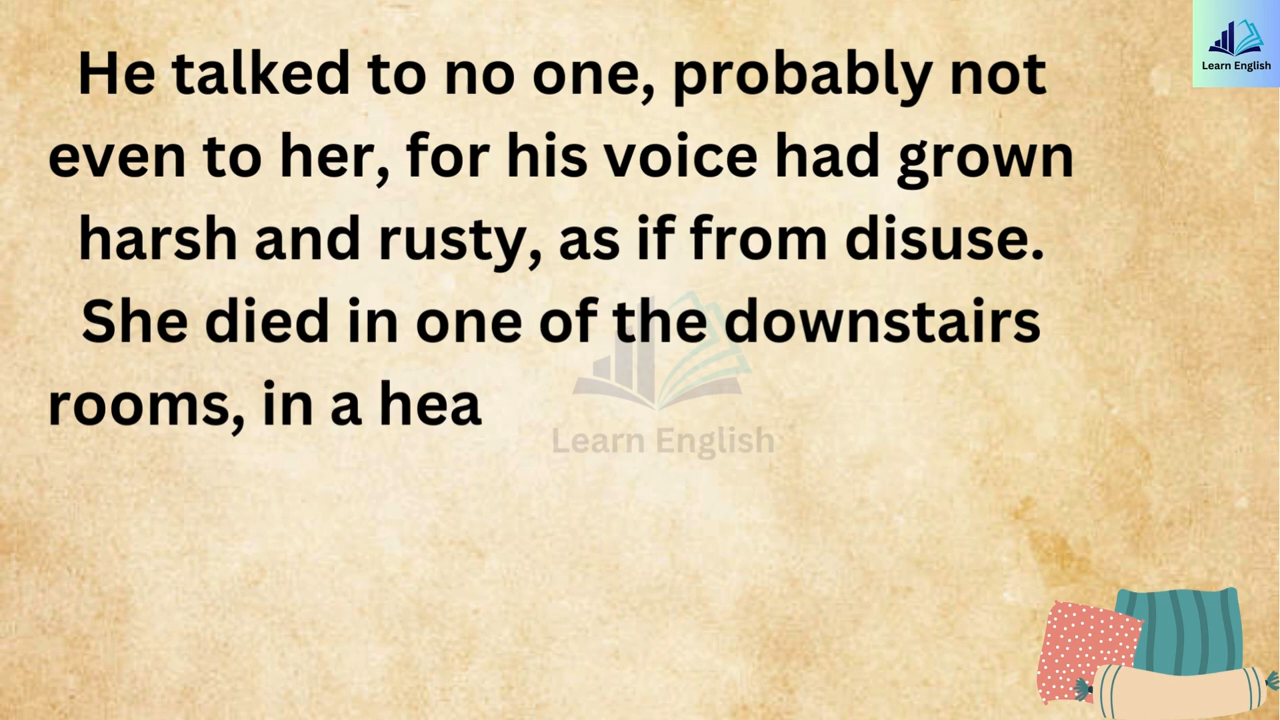 Learn English
He talked to no one, probably not
even to her, for his voice had grown
harsh and rusty, as if from disuse.
She died in one of the downstairs
rooms, in a hea
Learn English